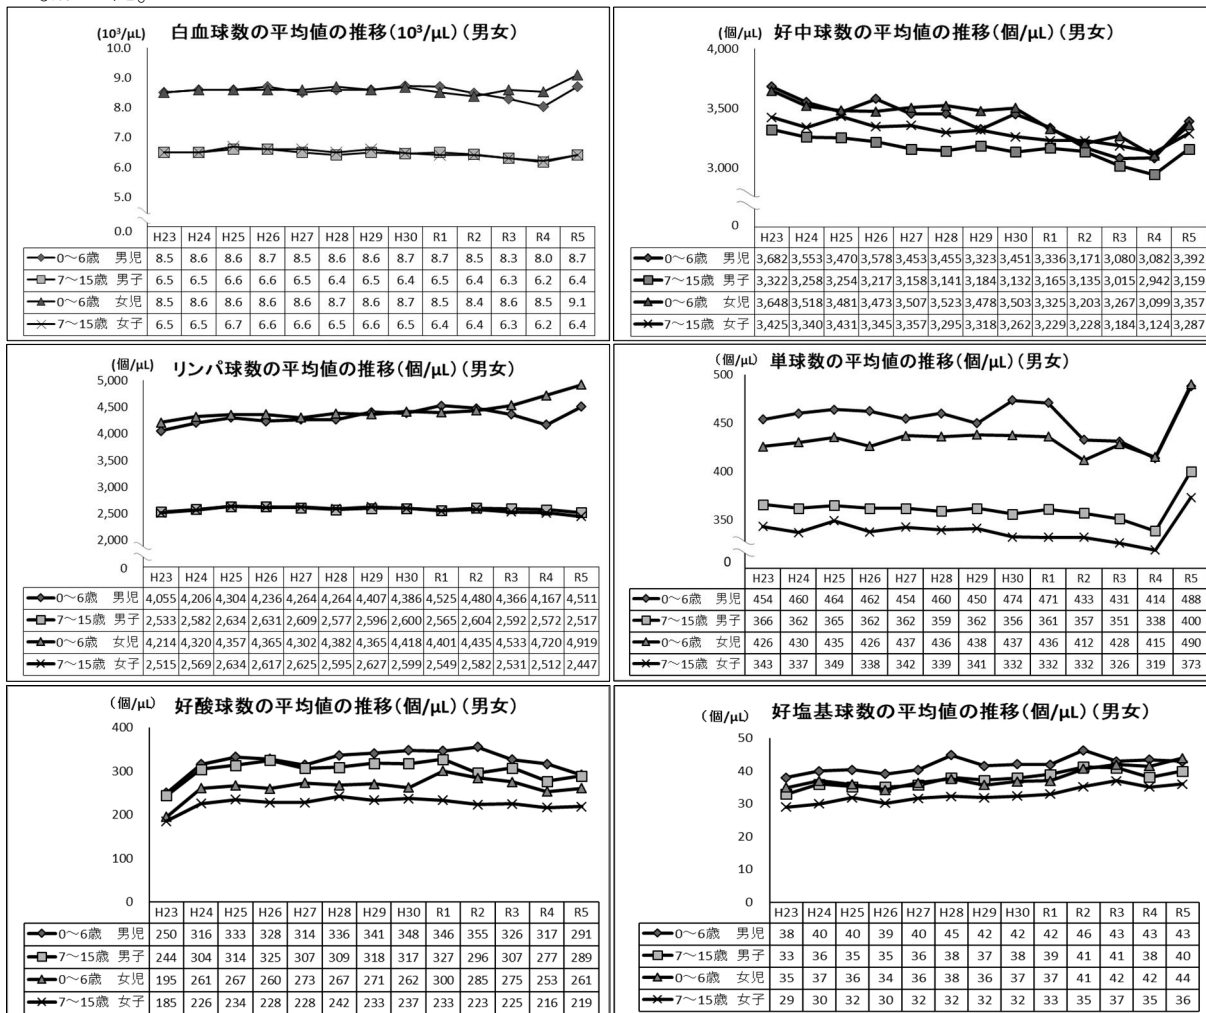 (10³/μL) 白血球数の平均値の推移(10³/μL)(男女)
10.0
9.0
8.0
7.0
6.0
5.0
0.0
H23 H24 H25 H26 H27 H28 H29 H30 R1 R2 R3 R4 R5
0～6歳 男児 8.5 8.6 8.6 8.7 8.5 8.6 8.6 8.7 8.7 8.5 8.3 8.0 8.7
7～15歳 男子 6.5 6.5 6.6 6.6 6.5 6.4 6.5 6.4 6.5 6.4 6.3 6.2 6.4
0～6歳 女児 8.5 8.6 8.6 8.6 8.6 8.7 8.6 8.7 8.5 8.4 8.6 8.5 9.1
7～15歳 女子 6.5 6.5 6.7 6.6 6.6 6.5 6.6 6.5 6.4 6.4 6.3 6.2 6.4
(個/μL) 好中球数の平均値の推移(個/μL)(男女)
4,000
3,500
3,000
0
H23 H24 H25 H26 H27 H28 H29 H30 R1 R2 R3 R4 R5
0～6歳 男児 3,682 3,553 3,470 3,578 3,453 3,455 3,323 3,451 3,336 3,171 3,080 3,082 3,392
7～15歳 男子 3,322 3,258 3,254 3,217 3,158 3,141 3,184 3,132 3,165 3,135 3,015 2,942 3,159
0～6歳 女児 3,648 3,518 3,481 3,473 3,507 3,523 3,478 3,503 3,325 3,203 3,267 3,099 3,357
7～15歳 女子 3,425 3,340 3,431 3,345 3,357 3,295 3,318 3,262 3,229 3,228 3,184 3,124 3,287
(個/μL) リンパ球数の平均値の推移(個/μL)(男女)
5,000
4,500
4,000
3,000
2,500
2,000
0
H23 H24 H25 H26 H27 H28 H29 H30 R1 R2 R3 R4 R5
0～6歳 男児 4,055 4,206 4,304 4,236 4,264 4,264 4,407 4,386 4,525 4,480 4,366 4,167 4,511
7～15歳 男子 2,533 2,582 2,634 2,631 2,609 2,577 2,596 2,600 2,565 2,604 2,592 2,572 2,517
0～6歳 女児 4,214 4,320 4,357 4,365 4,302 4,382 4,365 4,418 4,401 4,435 4,533 4,720 4,919
7～15歳 女子 2,515 2,569 2,634 2,617 2,625 2,595 2,627 2,599 2,549 2,582 2,531 2,512 2,447
(個/μL) 単球数の平均値の推移(個/μL)(男女)
500
450
400
350
0
H23 H24 H25 H26 H27 H28 H29 H30 R1 R2 R3 R4 R5
0～6歳 男児 454 460 464 462 454 460 450 474 471 433 431 414 488
7～15歳 男子 366 362 365 362 362 359 362 356 361 357 351 338 400
0～6歳 女児 426 430 435 426 437 436 438 437 436 412 428 415 490
7～15歳 女子 343 337 349 338 342 339 341 332 332 332 326 319 373
(個/μL) 好酸球数の平均値の推移(個/μL)(男女)
400
300
200
100
0
H23 H24 H25 H26 H27 H28 H29 H30 R1 R2 R3 R4 R5
0～6歳 男児 250 316 333 328 314 336 341 348 346 355 326 317 291
7～15歳 男子 244 304 314 325 307 309 318 317 327 296 307 277 289
0～6歳 女児 195 261 267 260 273 267 271 262 300 285 275 253 261
7～15歳 女子 185 226 234 228 228 242 233 237 233 223 225 216 219
(個/μL) 好塩基球数の平均値の推移(個/μL)(男女)
50
40
30
20
10
0
H23 H24 H25 H26 H27 H28 H29 H30 R1 R2 R3 R4 R5
0～6歳 男児 38 40 40 39 40 45 42 42 42 46 43 43 43
7～15歳 男子 33 36 35 35 36 38 37 38 39 41 41 38 40
0～6歳 女児 35 37 36 34 36 38 36 37 37 41 42 42 44
7～15歳 女子 29 30 32 30 32 32 32 32 33 35 37 35 36